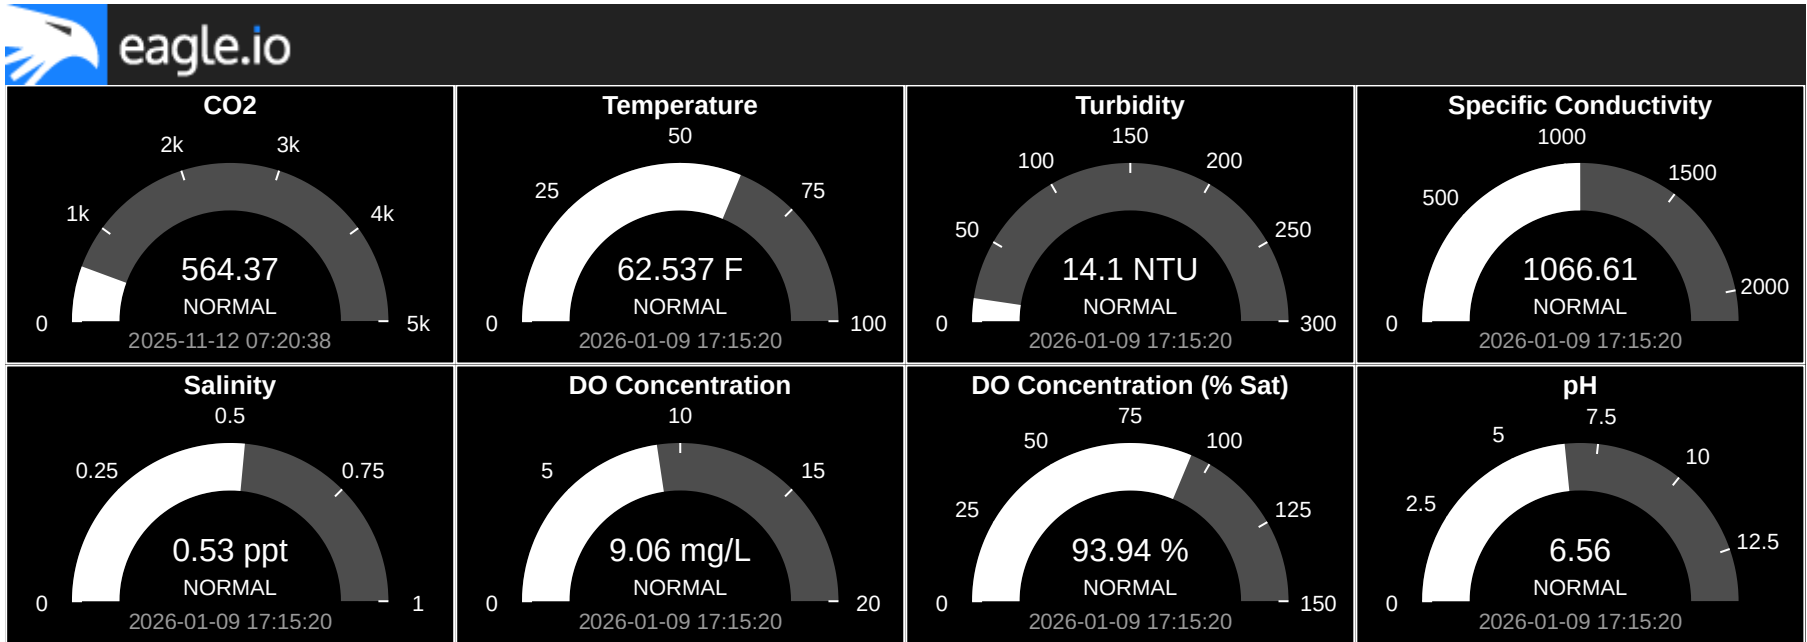 eagle.io
CO2
2k
3k
1k
4k
564.37
NORMAL
0
5k
2025-11-12 07:20:38
Temperature
50
25
75
62.537 F
NORMAL
0
100
2026-01-09 17:15:20
Turbidity
150
100
200
50
250
14.1 NTU
NORMAL
0
300
2026-01-09 17:15:20
Specific Conductivity
1000
1500
500
1066.61
2000
NORMAL
0
2026-01-09 17:15:20
Salinity
0.5
0.25
0.75
0.53 ppt
NORMAL
0
1
2026-01-09 17:15:20
DO Concentration
10
5
15
9.06 mg/L
NORMAL
0
20
2026-01-09 17:15:20
DO Concentration (% Sat)
75
50
100
25
125
93.94 %
NORMAL
0
150
2026-01-09 17:15:20
pH
7.5
5
10
2.5
12.5
6.56
NORMAL
0
2026-01-09 17:15:20